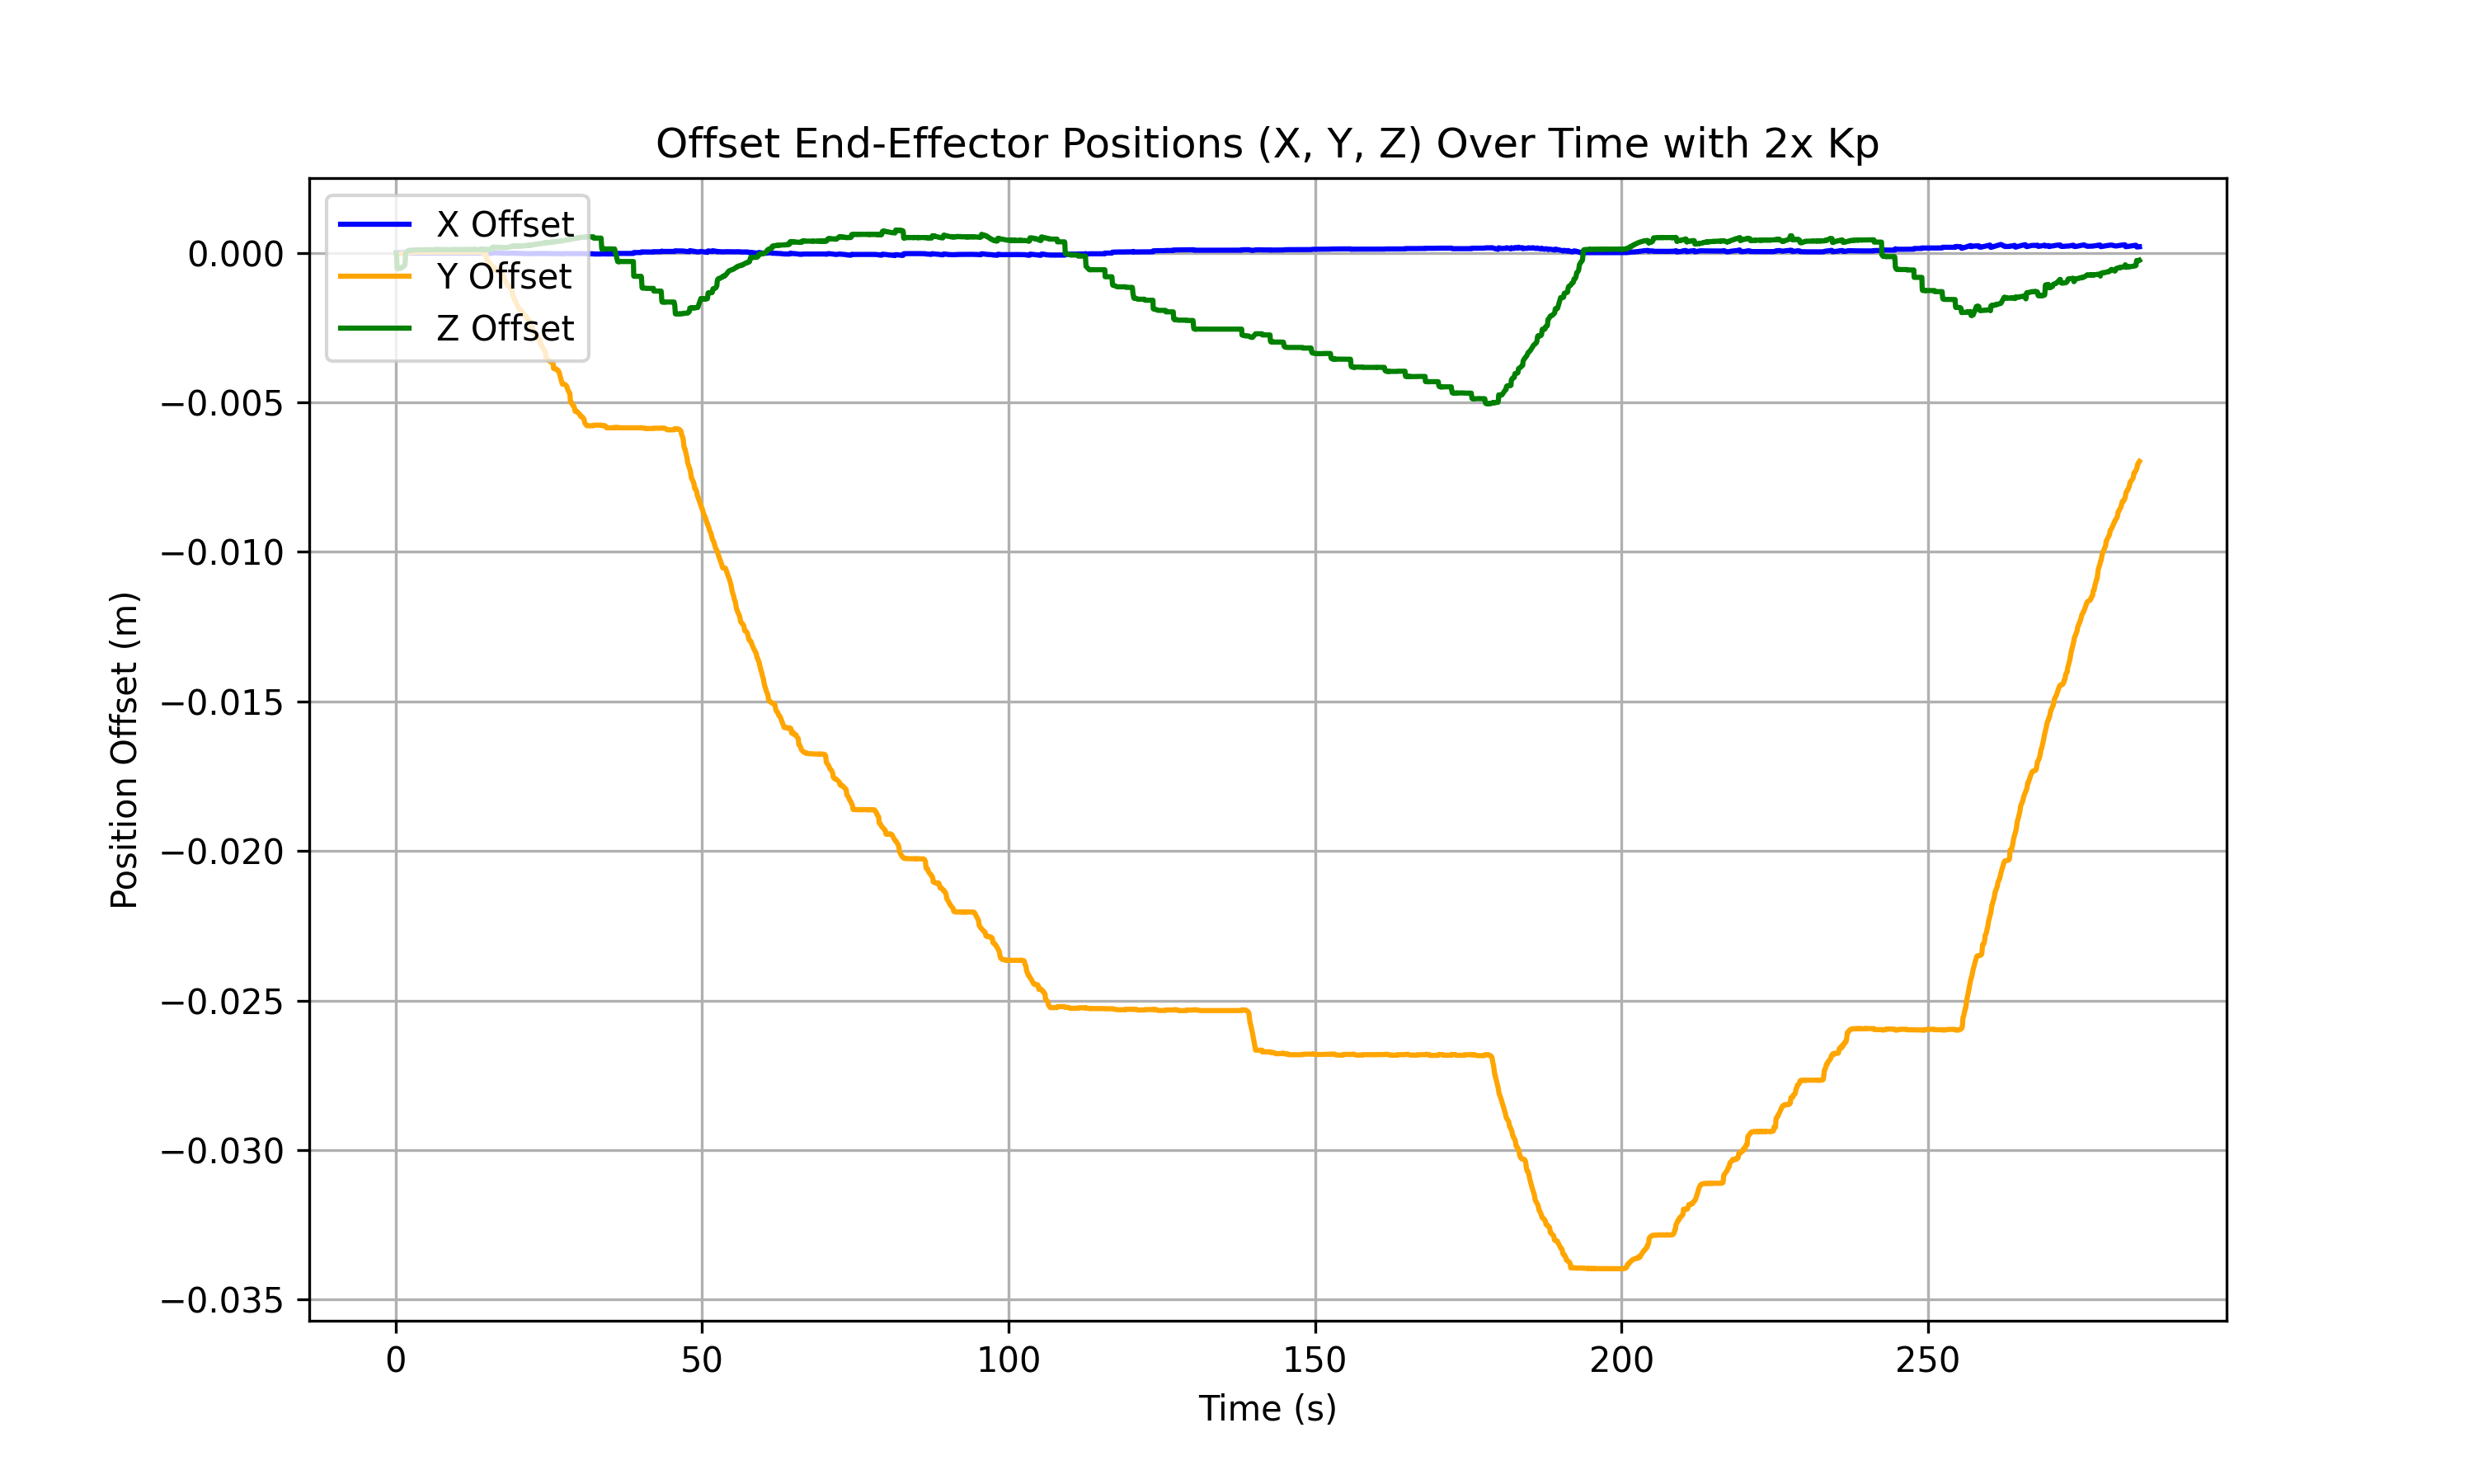 Offset End-Effector Positions (X, Y, Z) Over Time with 2x Kp
X Offset
Y Offset
Z Offset
Position Offset (m)
0.000
−0.005
−0.010
−0.015
−0.020
−0.025
−0.030
−0.035
0 50 100 150 200 250
Time (s)